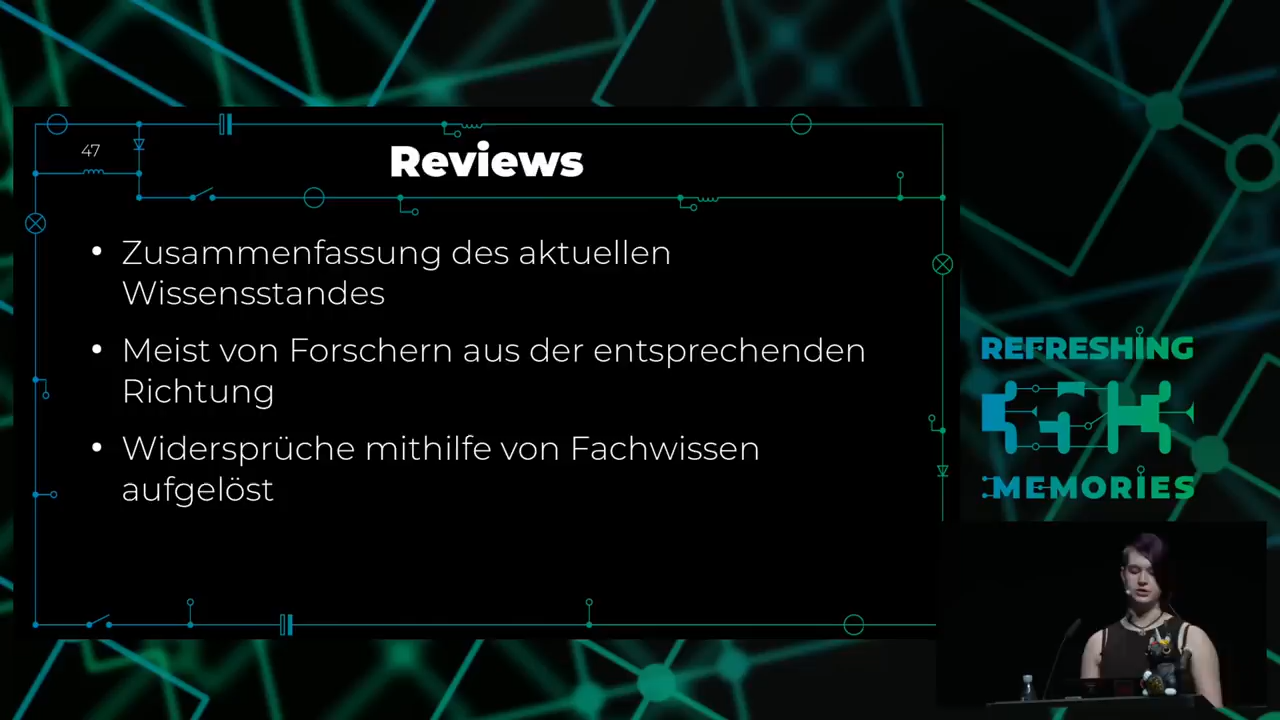 47
Reviews
• Zusammenfassung des aktuellen
Wissensstandes
• Meist von Forschern aus der entsprechenden
Richtung
• Widersprüche mithilfe von Fachwissen
aufgelöst
REFRESHING
MEMORIES